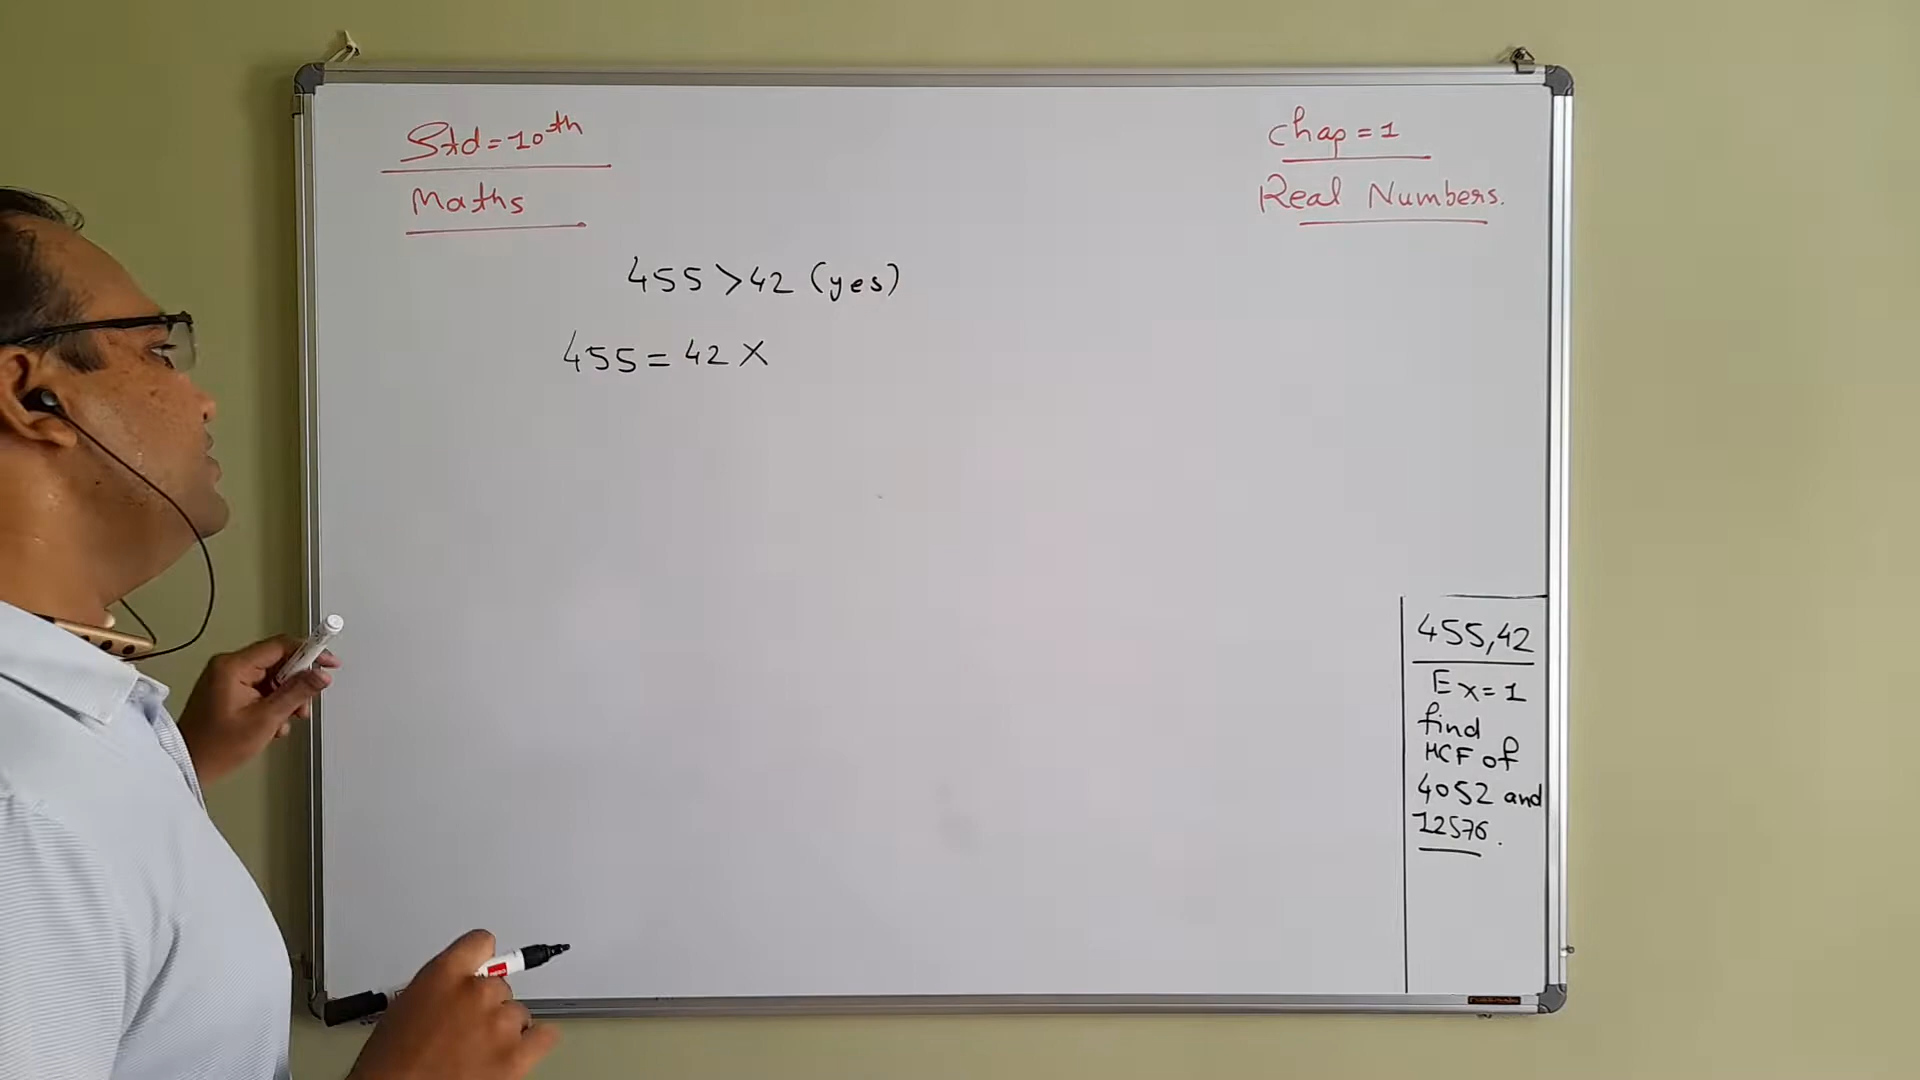 Std = 10th
Maths
Chap = 1
Real Numbers.
455 > 42 (yes)
455 = 42 ×
455, 42
Ex = 1
find
HCF of
4052 and
12576.